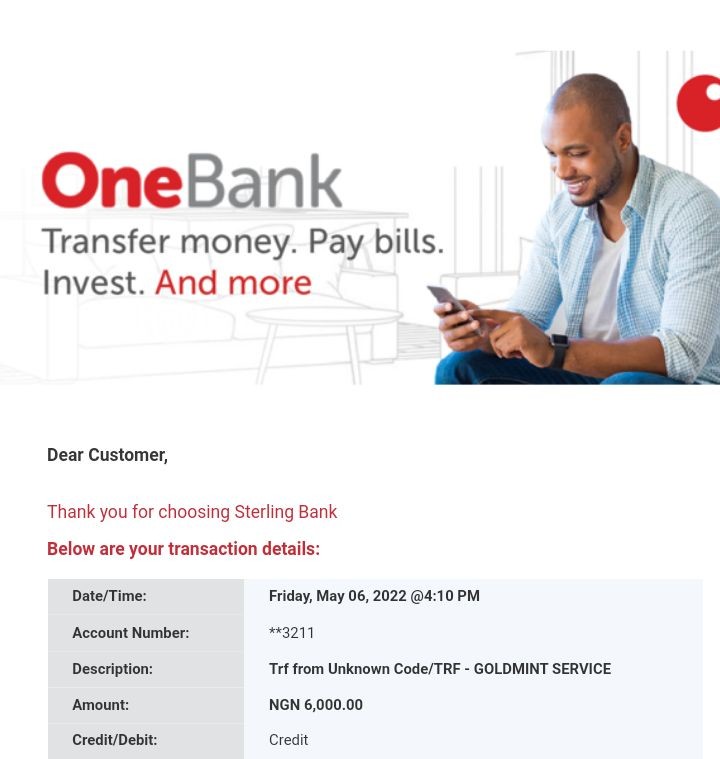 OneBank
Transfer money. Pay bills.
Invest. And more
Dear Customer,
Thank you for choosing Sterling Bank
Below are your transaction details:
Date/Time: Friday, May 06, 2022 @4:10 PM
Account Number: **3211
Description: Trf from Unknown Code/TRF - GOLDMINT SERVICE
Amount: NGN 6,000.00
Credit/Debit: Credit